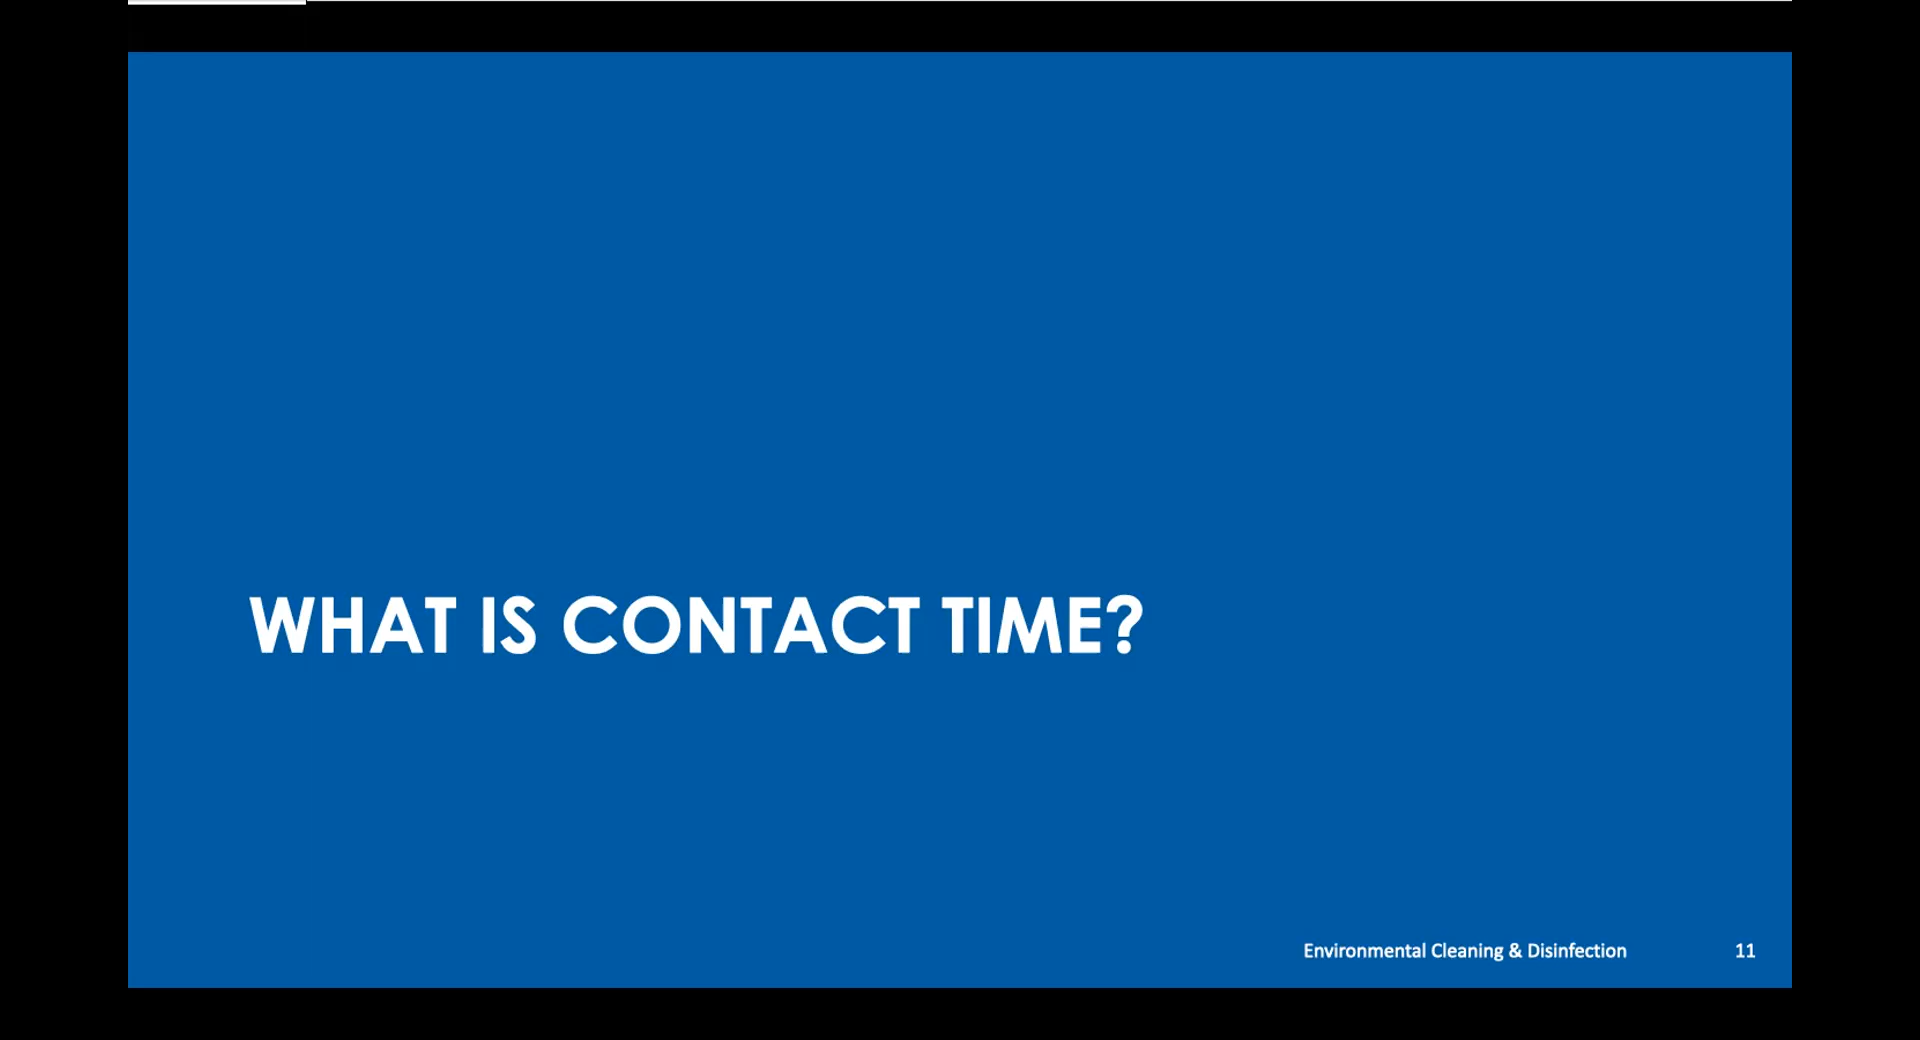 WHAT IS CONTACT TIME?
Environmental Cleaning & Disinfection 11